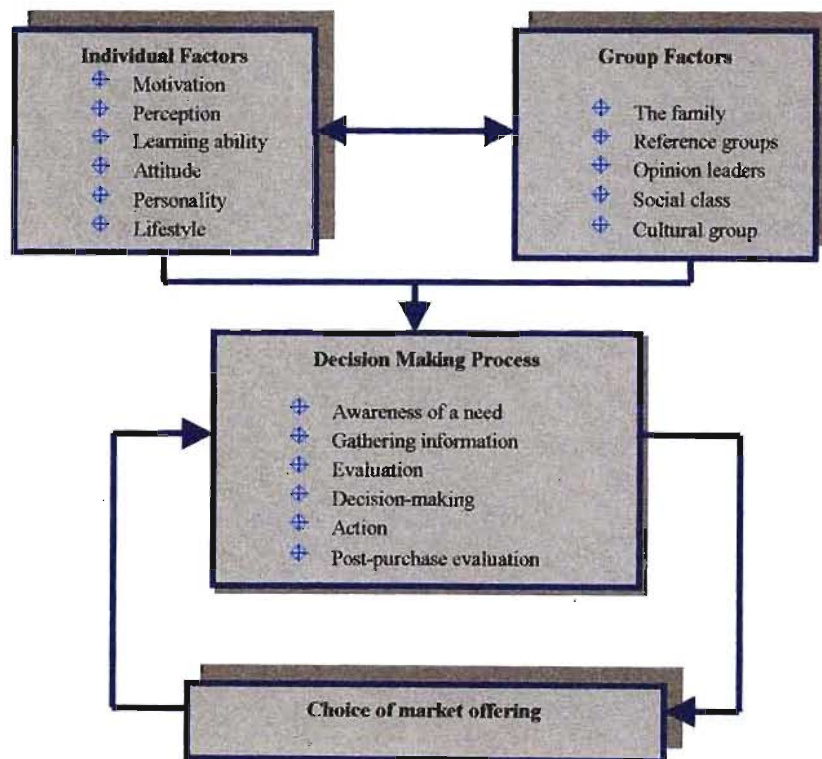 Individual Factors
Motivation
Perception
Learning ability
Attitude
Personality
Lifestyle
Group Factors
The family
Reference groups
Opinion leaders
Social class
Cultural group
Decision Making Process
Awareness of a need
Gathering information
Evaluation
Decision-making
Action
Post-purchase evaluation
Choice of market offering